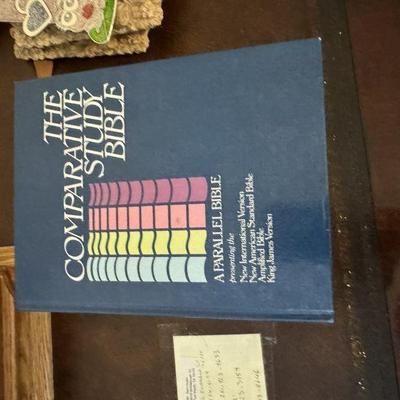 THE
COMPARATIVE
STUDY
BIBLE
A PARALLEL BIBLE
presenting the
New International Version
New American Standard Bible
Amplified Bible
King James Version